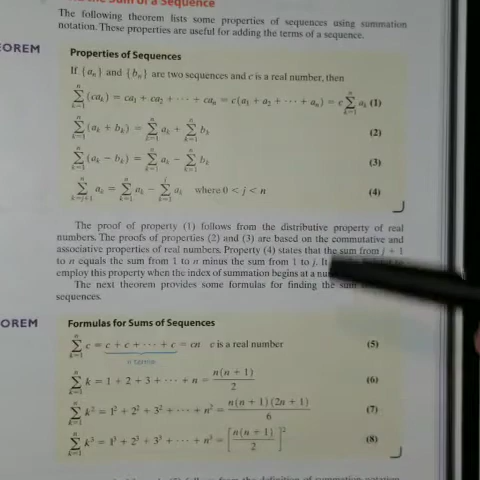 the Sum of a Sequence
The following theorem lists some properties of sequences using summation
notation. These properties are useful for adding the terms of a sequence.
OREM
Properties of Sequences
If {aₙ} and {bₙ} are two sequences and c is a real number, then
∑ₖ₌₁ⁿ (caₖ) = ca₁ + ca₂ + ··· + caₙ = c(a₁ + a₂ + ··· + aₙ) = c ∑ₖ₌₁ⁿ aₖ (1)
∑ₖ₌₁ⁿ (aₖ + bₖ) = ∑ₖ₌₁ⁿ aₖ + ∑ₖ₌₁ⁿ bₖ (2)
∑ₖ₌₁ⁿ (aₖ − bₖ) = ∑ₖ₌₁ⁿ aₖ − ∑ₖ₌₁ⁿ bₖ (3)
∑ₖ₌ⱼ₊₁ⁿ aₖ = ∑ₖ₌₁ⁿ aₖ − ∑ₖ₌₁ʲ aₖ where 0 < j < n (4)
The proof of property (1) follows from the distributive property of real
numbers. The proofs of properties (2) and (3) are based on the commutative and
associative properties of real numbers. Property (4) states that the sum from j + 1
to n equals the sum from 1 to n minus the sum from 1 to j. It to
employ this property when the index of summation begins at a
The next theorem provides some formulas for finding the
sequences.
OREM
Formulas for Sums of Sequences
∑ₖ₌₁ⁿ c = c + c + ··· + c = cn c is a real number (5)
n terms
∑ₖ₌₁ⁿ k = 1 + 2 + 3 + ··· + n = n(n + 1)/2 (6)
∑ₖ₌₁ⁿ k² = 1² + 2² + 3² + ··· + n² = n(n + 1)(2n + 1)/6 (7)
∑ₖ₌₁ⁿ k³ = 1³ + 2³ + 3³ + ··· + n³ = [n(n + 1)/2]² (8)